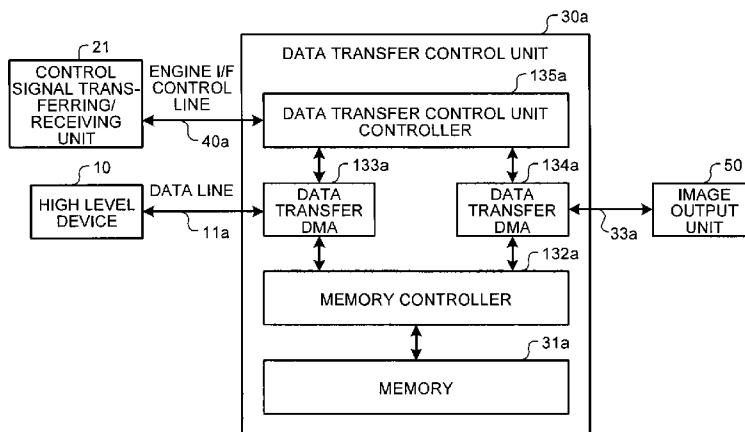 30a
DATA TRANSFER CONTROL UNIT
21
CONTROL
SIGNAL TRANS-
FERRING/
RECEIVING
UNIT
ENGINE I/F
CONTROL
LINE
40a
135a
DATA TRANSFER CONTROL UNIT
CONTROLLER
133a
134a
10
HIGH LEVEL
DEVICE
DATA LINE
11a
DATA
TRANSFER
DMA
DATA
TRANSFER
DMA
33a
50
IMAGE
OUTPUT
UNIT
132a
MEMORY CONTROLLER
31a
MEMORY